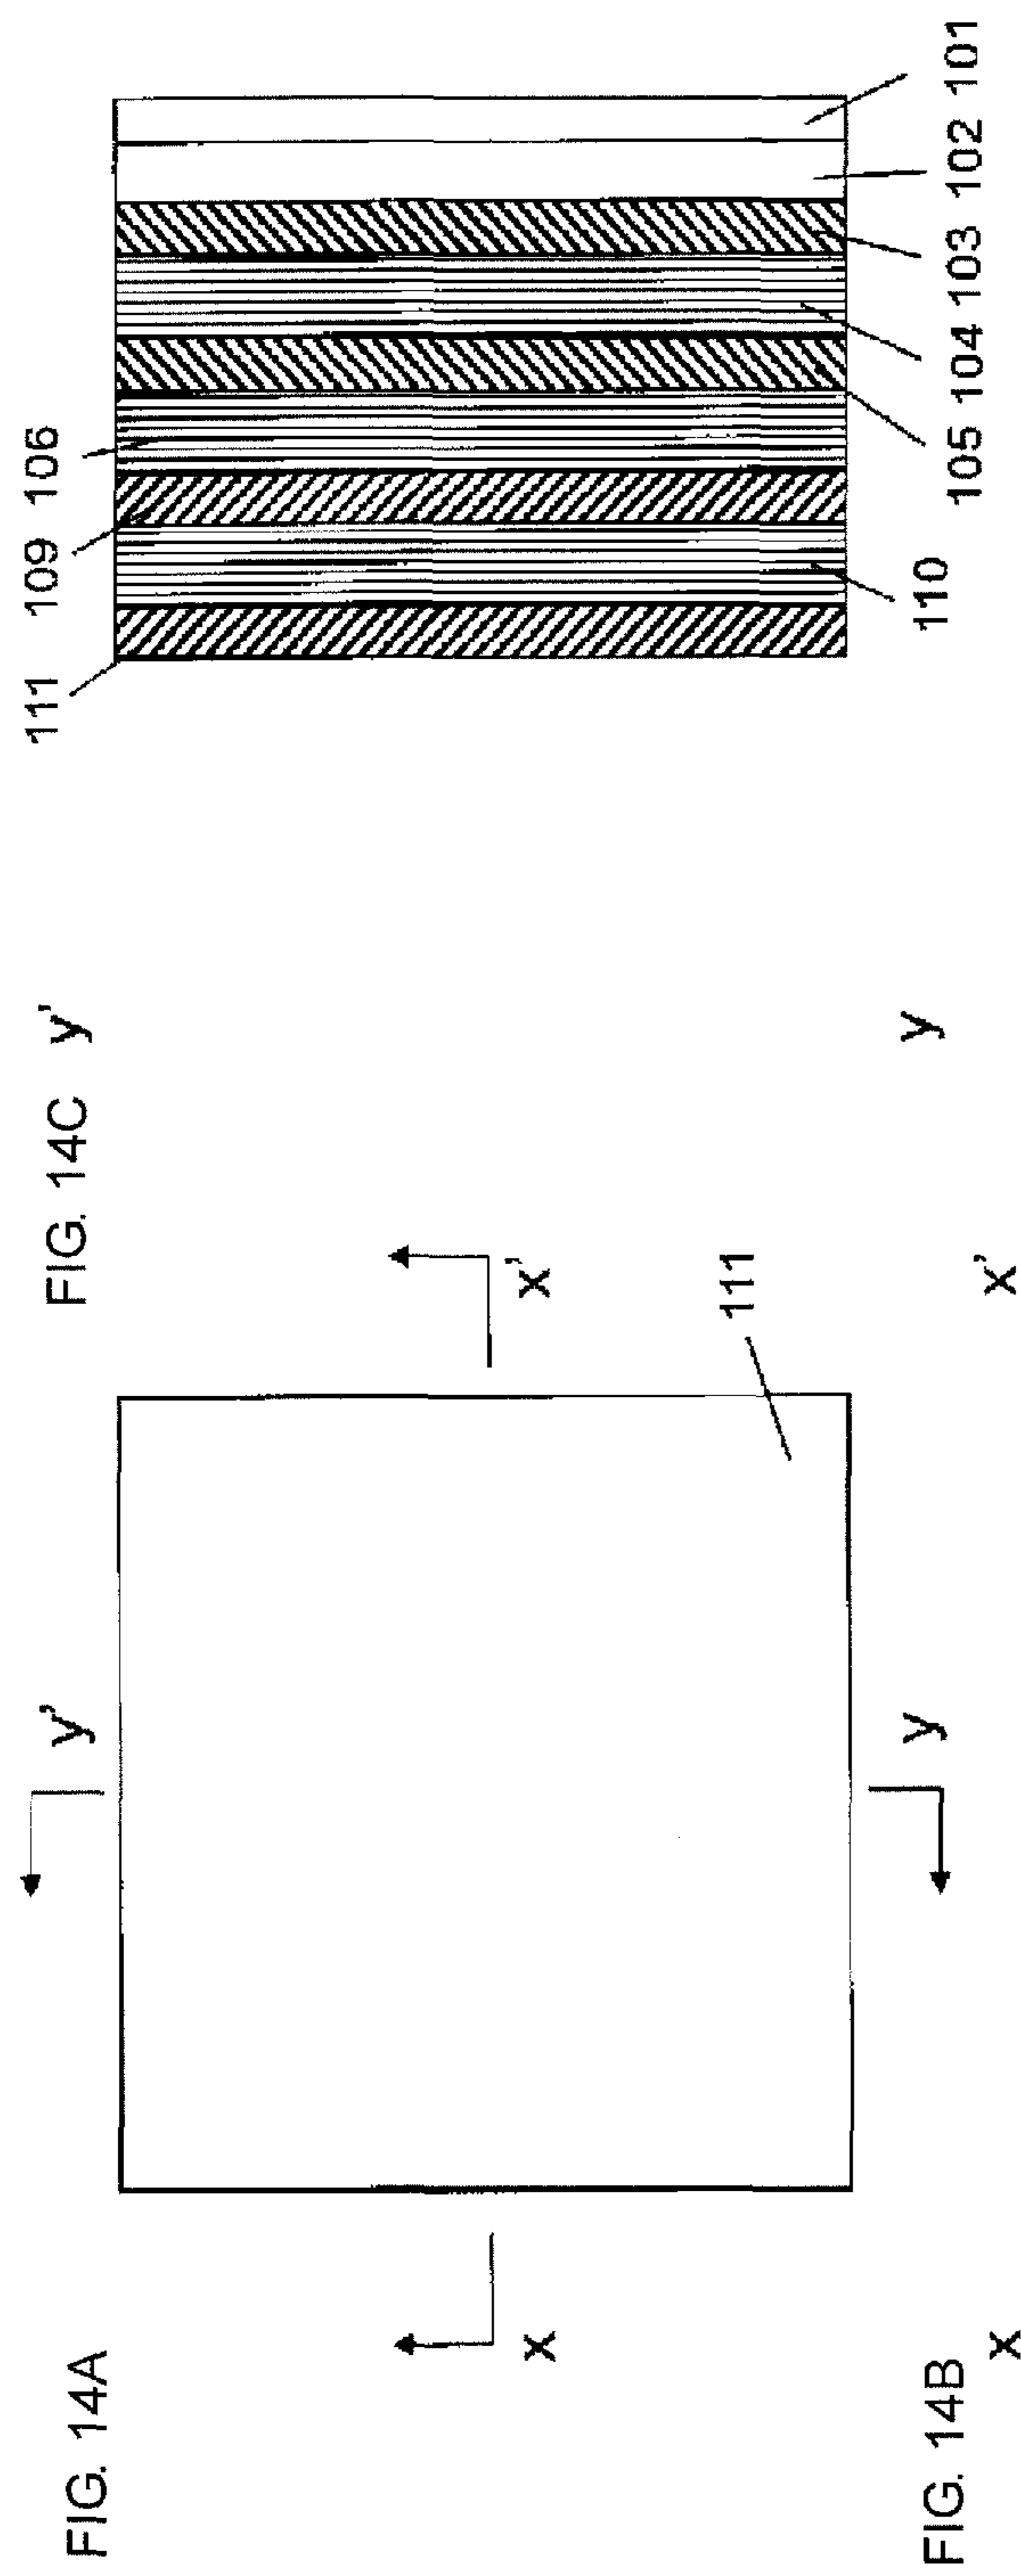 FIG. 14A
y'
x
x'
y
111
FIG. 14B
x
x'
FIG. 14C
y'
y
111
109
106
110
105
104
103
102
101